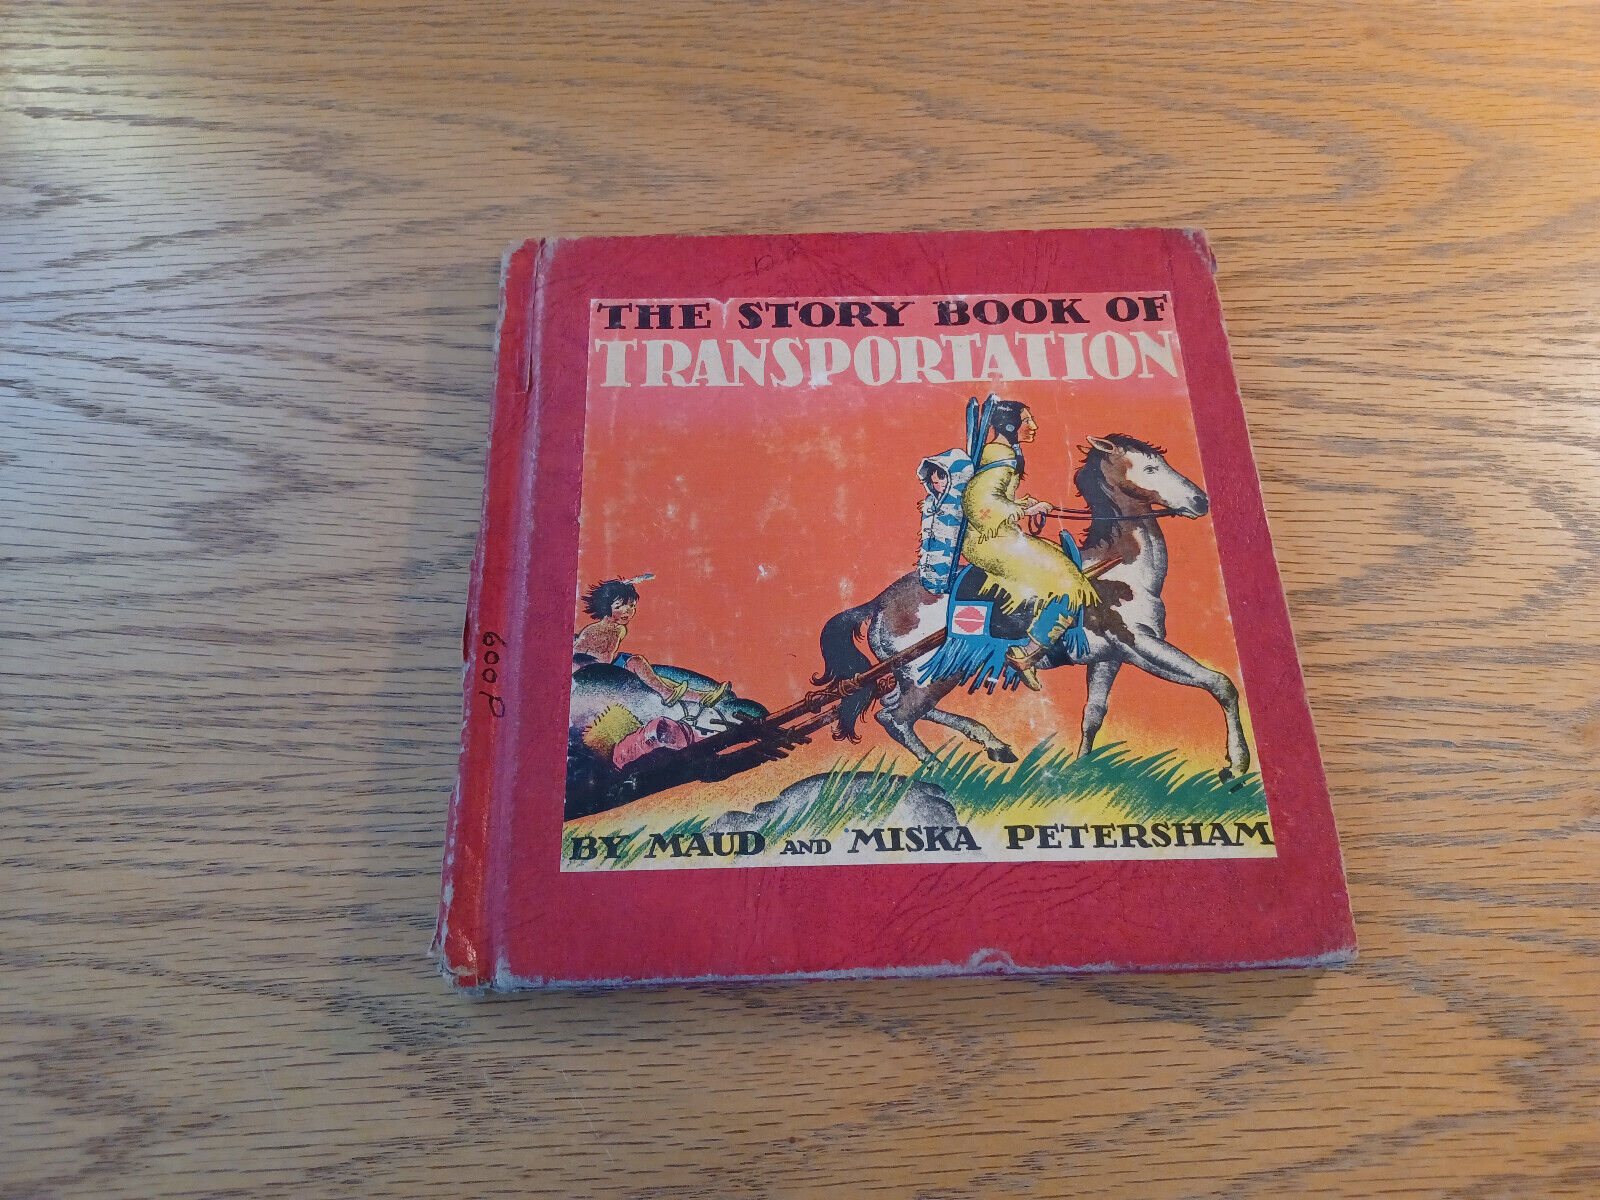 THE STORY BOOK OF
TRANSPORTATION
BY MAUD AND MISKA PETERSHAM